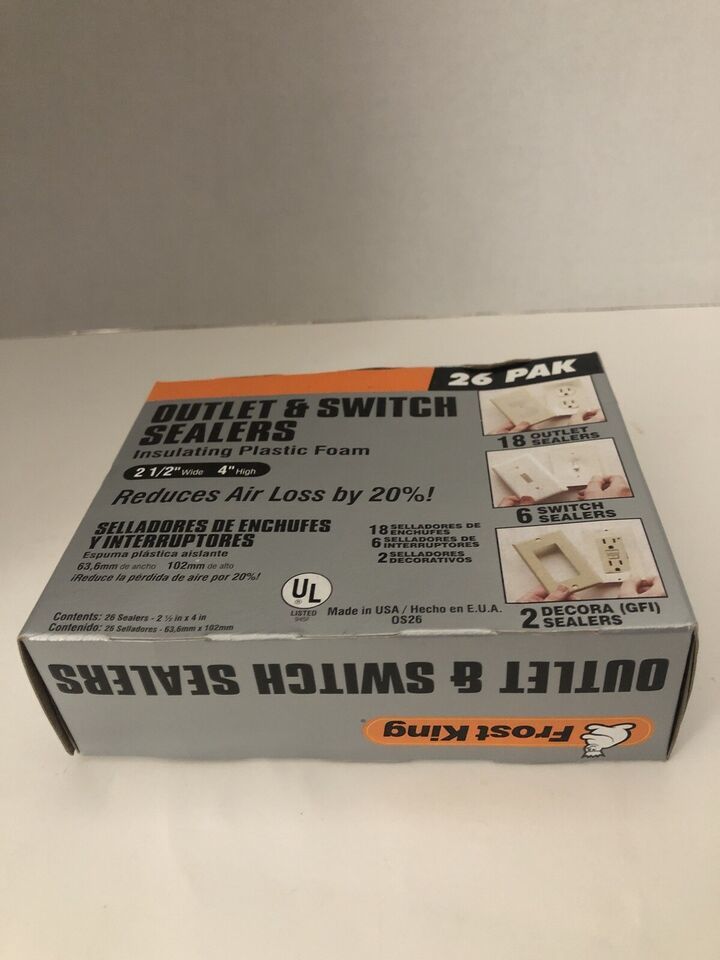 26 PAK
OUTLET & SWITCH
SEALERS
Insulating Plastic Foam
2 1/2" Wide 4" High
Reduces Air Loss by 20%!
SELLADORES DE ENCHUFES
Y INTERRUPTORES
Espuma plástica aislante
63,6mm de ancho 102mm de alto
¡Reduce la pérdida de aire por 20%!
18 SELLADORES DE
ENCHUFES
6 SELLADORES DE
INTERRUPTORES
2 SELLADORES
DECORATIVOS
18 OUTLET
SEALERS
6 SWITCH
SEALERS
2 DECORA (GFI)
SEALERS
Contents: 26 Sealers - 2 ½ in x 4 in
Contenido: 26 Selladores - 63,6mm x 102mm
UL
®
LISTED
Made in USA / Hecho en E.U.A.
OS26
OUTLET & SWITCH SEALERS
Frost King